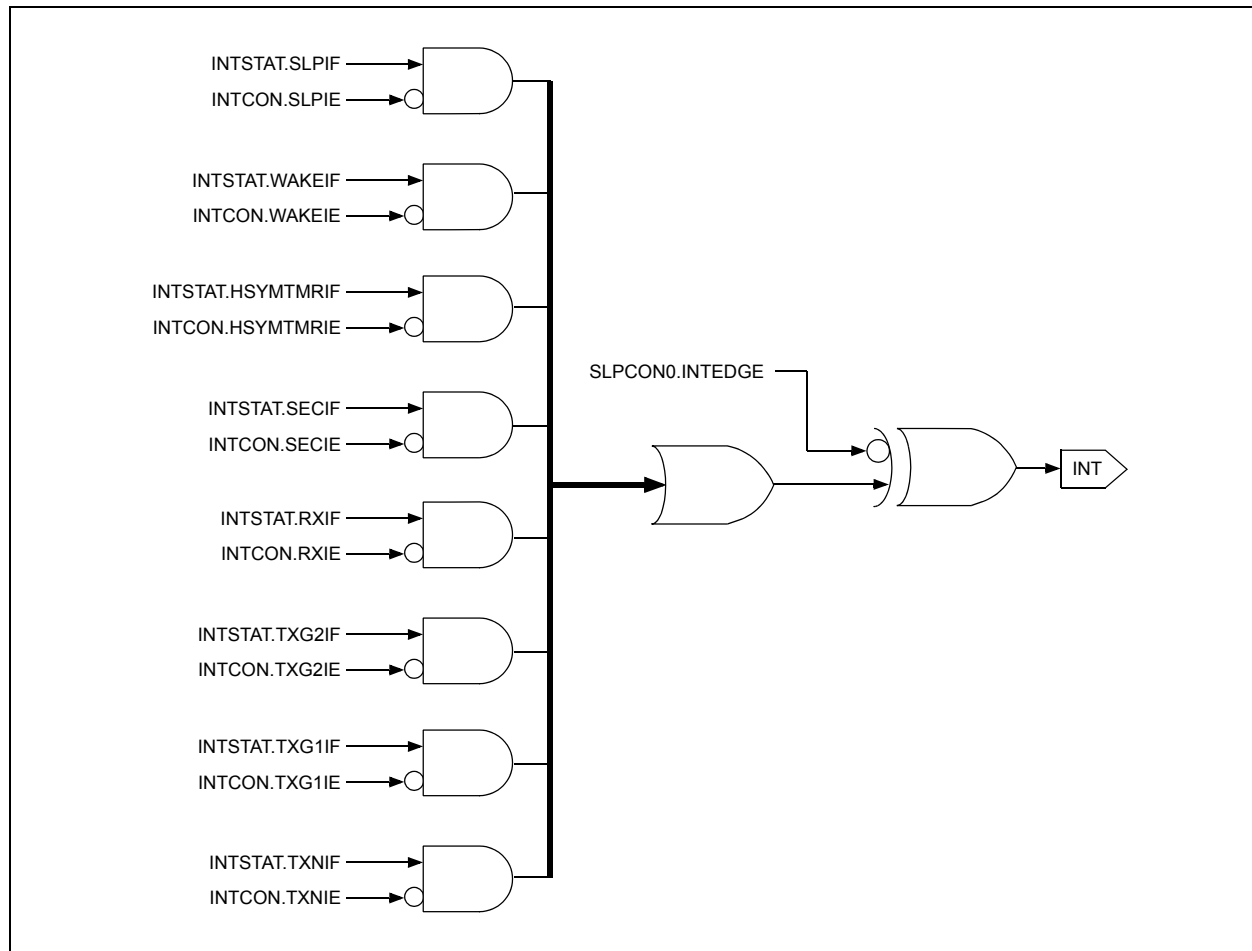 INTSTAT.SLPIF
INTCON.SLPIE
INTSTAT.WAKEIF
INTCON.WAKEIE
INTSTAT.HSYMTMRIF
INTCON.HSYMTMRIE
SLPCON0.INTEDGE
INTSTAT.SECIF
INTCON.SECIE
INT
INTSTAT.RXIF
INTCON.RXIE
INTSTAT.TXG2IF
INTCON.TXG2IE
INTSTAT.TXG1IF
INTCON.TXG1IE
INTSTAT.TXNIF
INTCON.TXNIE